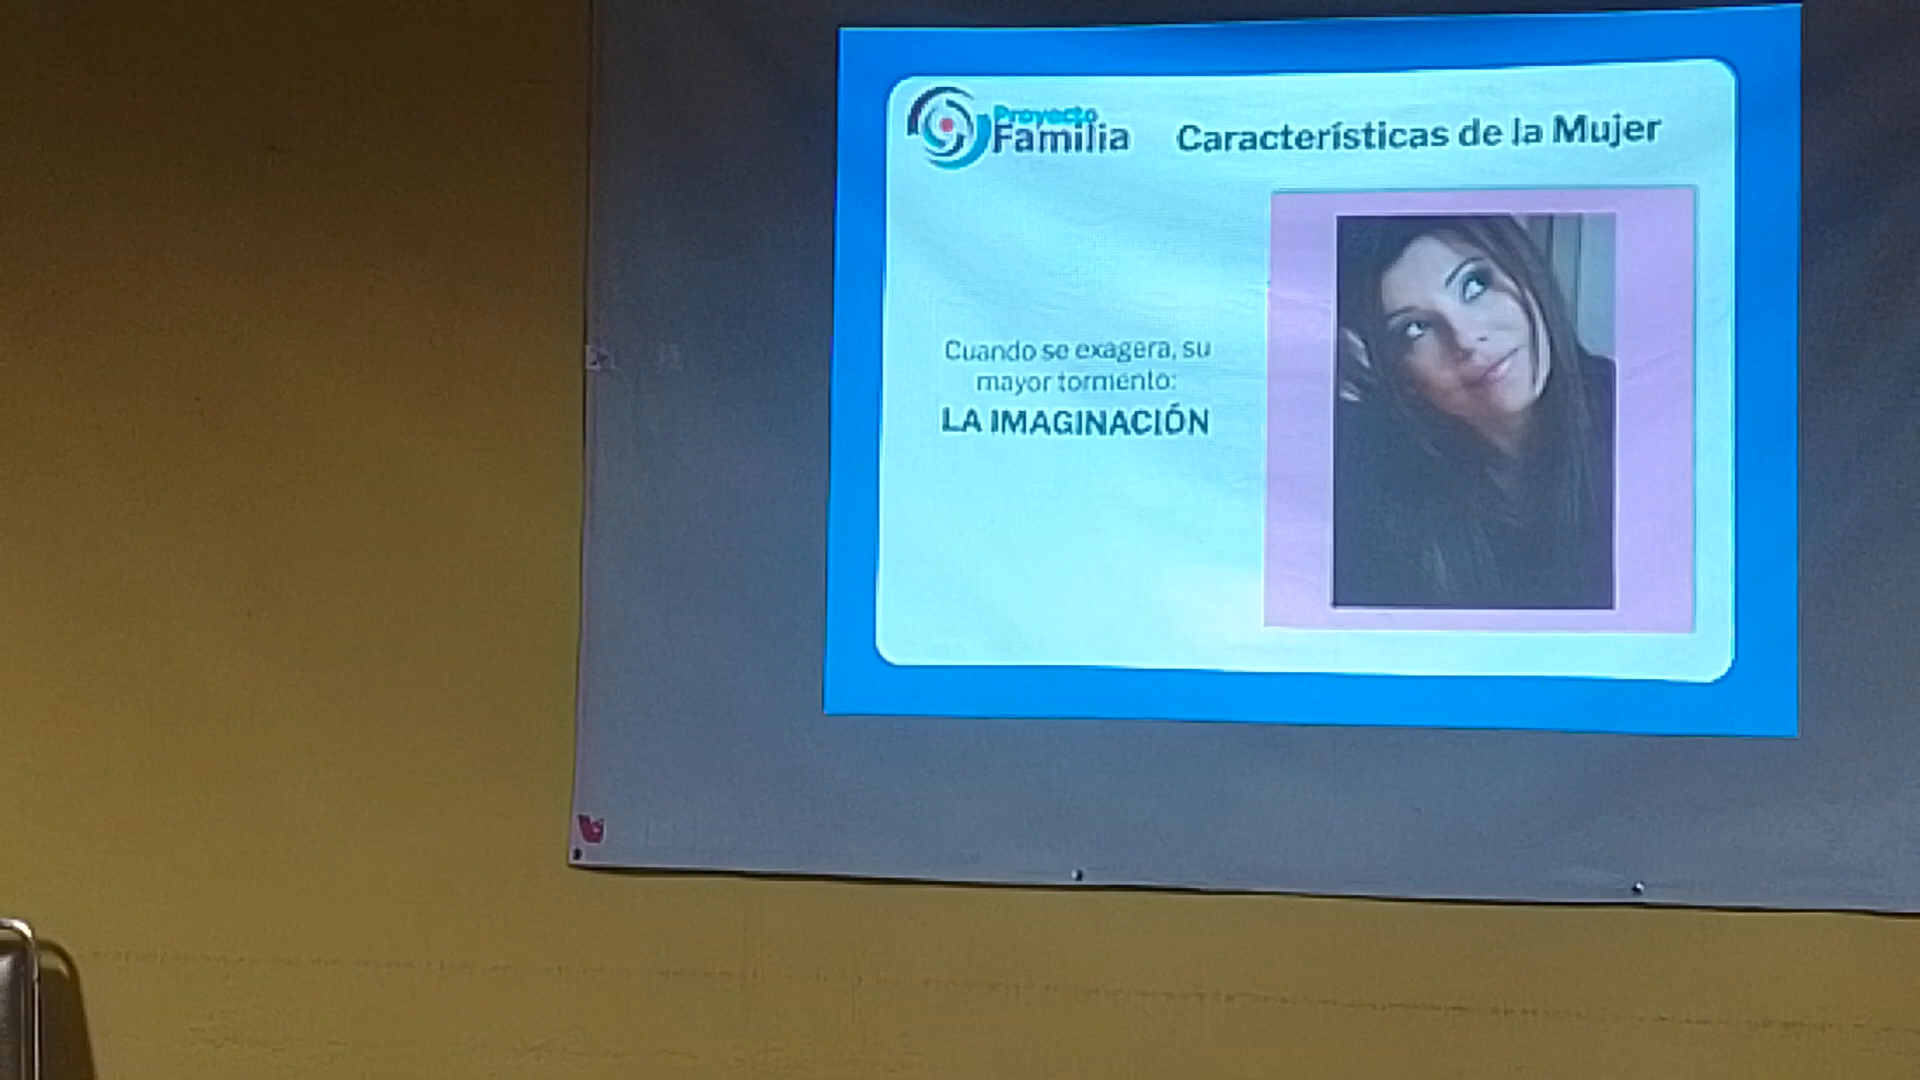 Proyecto
Familia
Características de la Mujer
Cuando se exagera, su
mayor tormento:
LA IMAGINACIÓN